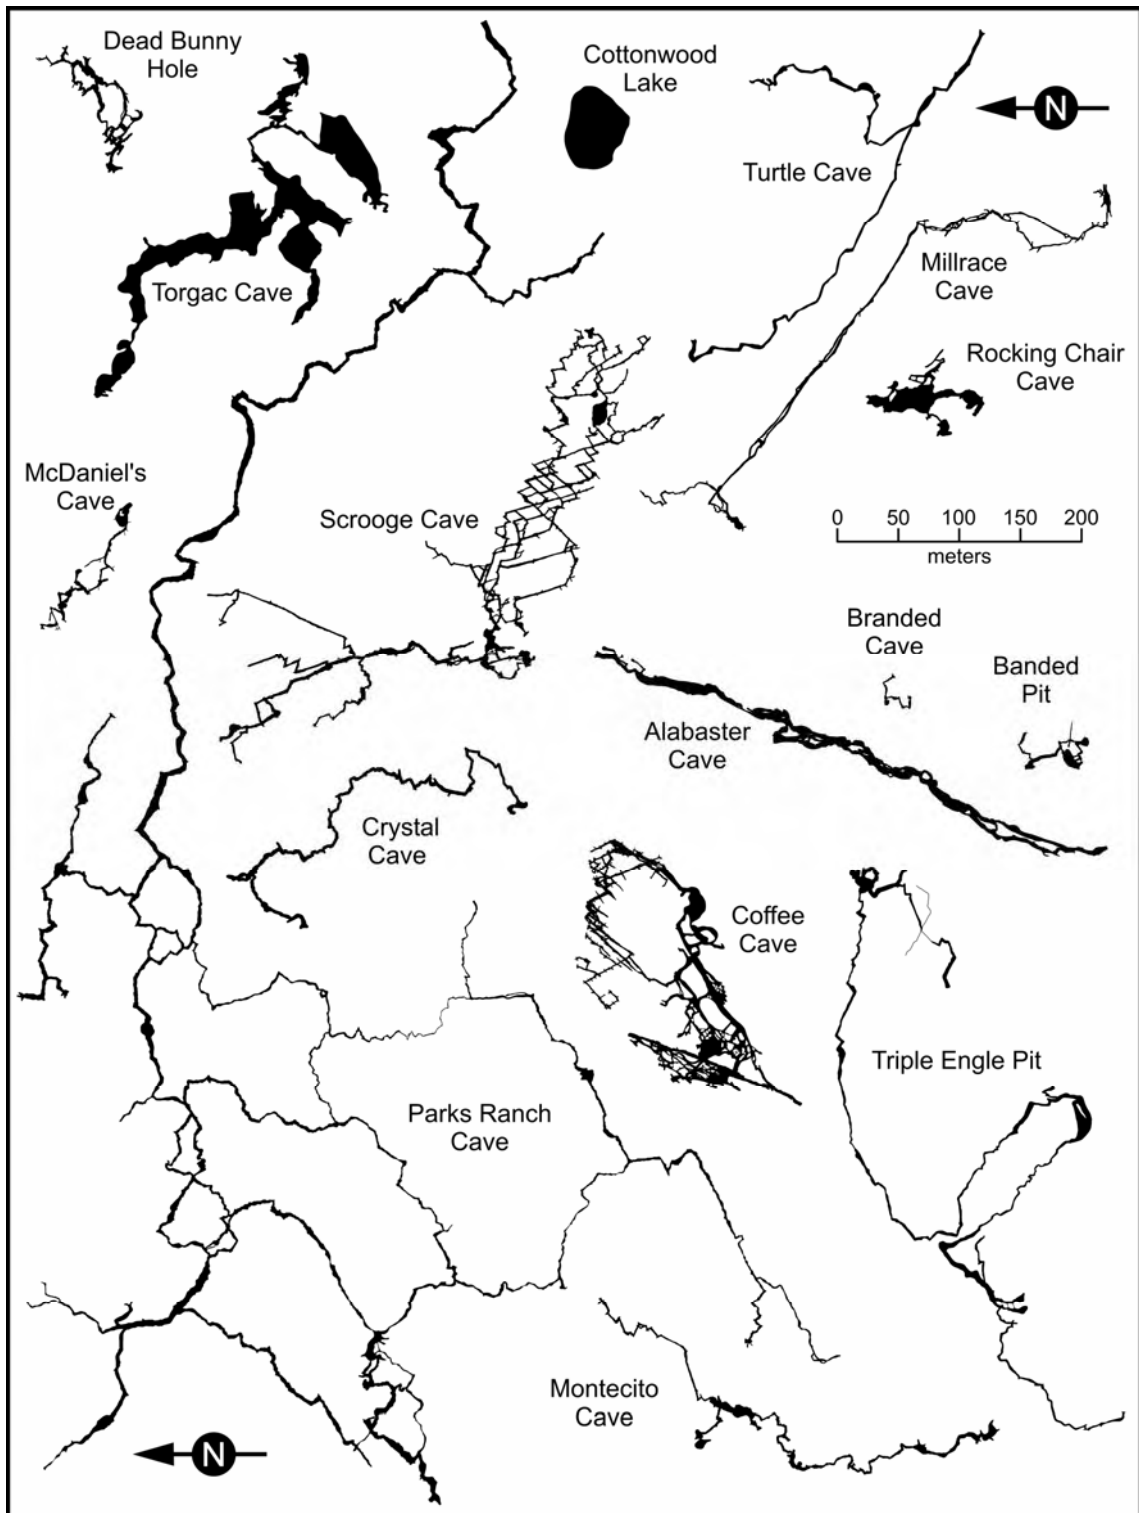 Dead Bunny
Hole
Cottonwood
Lake
N
Turtle Cave
Millrace
Cave
Torgac Cave
Rocking Chair
Cave
McDaniel's
Cave
Scrooge Cave
0 50 100 150 200
meters
Branded
Cave
Banded
Pit
Alabaster
Cave
Crystal
Cave
Coffee
Cave
Triple Engle Pit
Parks Ranch
Cave
Montecito
Cave
N